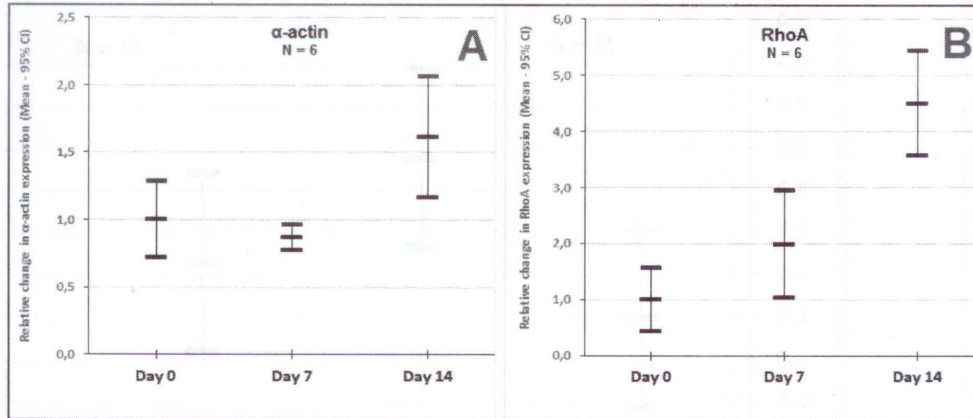 α-actin
N = 6
A
Relative change in α-actin expression (Mean - 95% CI)
2,5
2,0
1,5
1,0
0,5
0,0
Day 0
Day 7
Day 14
RhoA
N = 6
B
Relative change in RhoA expression (Mean - 95% CI)
6,0
5,0
4,0
3,0
2,0
1,0
0,0
Day 0
Day 7
Day 14